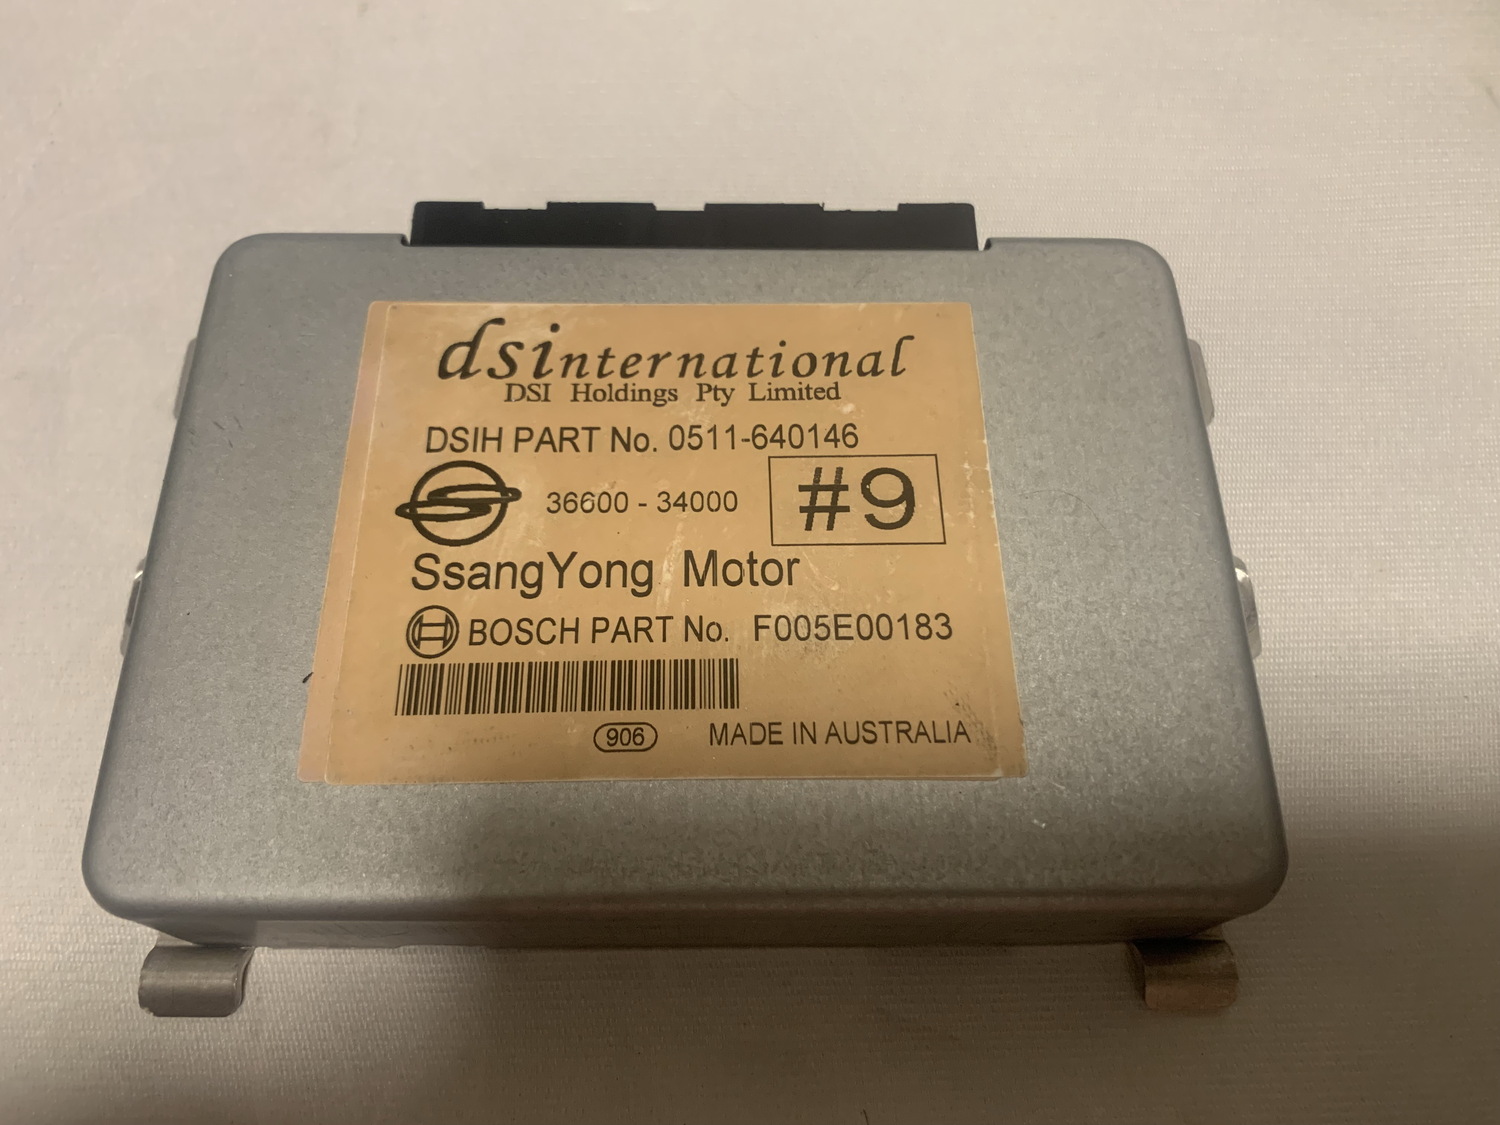 dsinternational
DSI Holdings Pty Limited
DSIH PART No. 0511-640146
36600 - 34000
#9
SsangYong Motor
BOSCH PART No. F005E00183
906
MADE IN AUSTRALIA